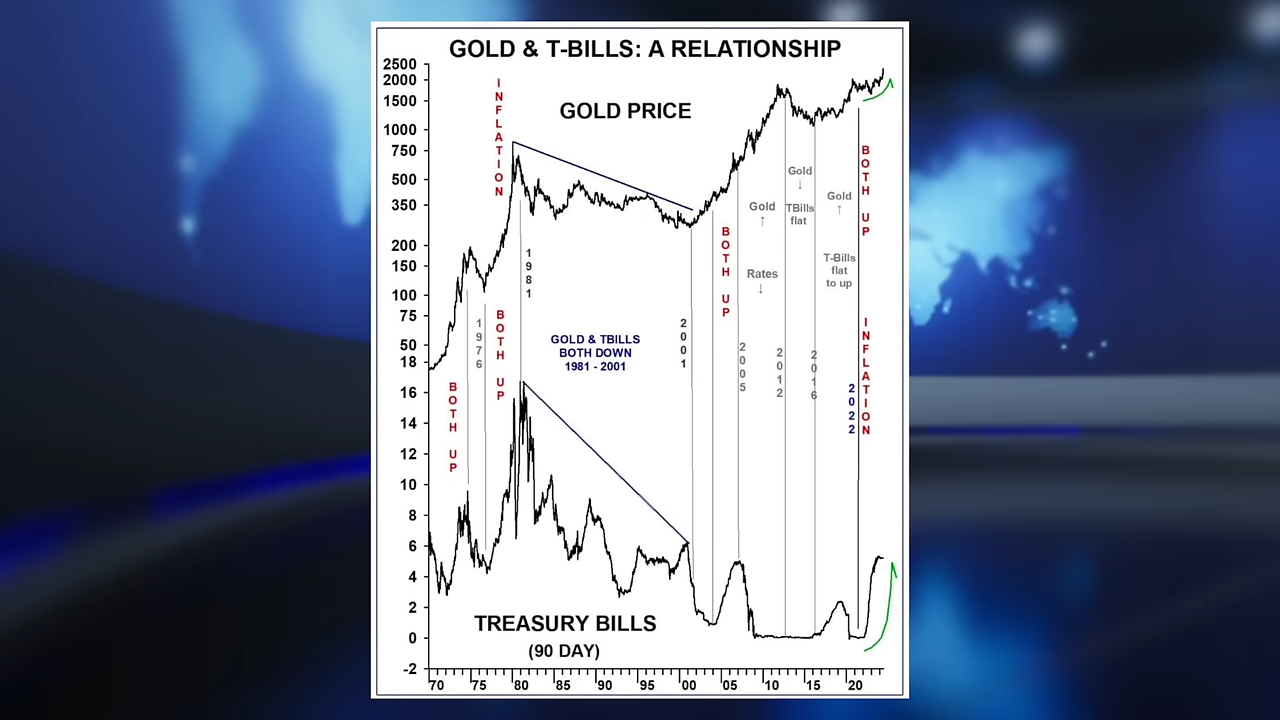 GOLD & T-BILLS: A RELATIONSHIP
2500
2000
1500
1000
750
500
350
200
150
100
75
50
18
16
14
12
10
8
6
4
2
0
-2
GOLD PRICE
INFLATION
BOTH UP
1976
BOTH UP
1981
GOLD & TBILLS
BOTH DOWN
1981 - 2001
2001
BOTH UP
Gold
↑
Rates
↓
2005
Gold
↓
TBills
flat
2012
2016
Gold
↑
T-Bills
flat
to up
BOTH UP
INFLATION
2022
TREASURY BILLS
(90 DAY)
70 75 80 85 90 95 00 05 10 15 20